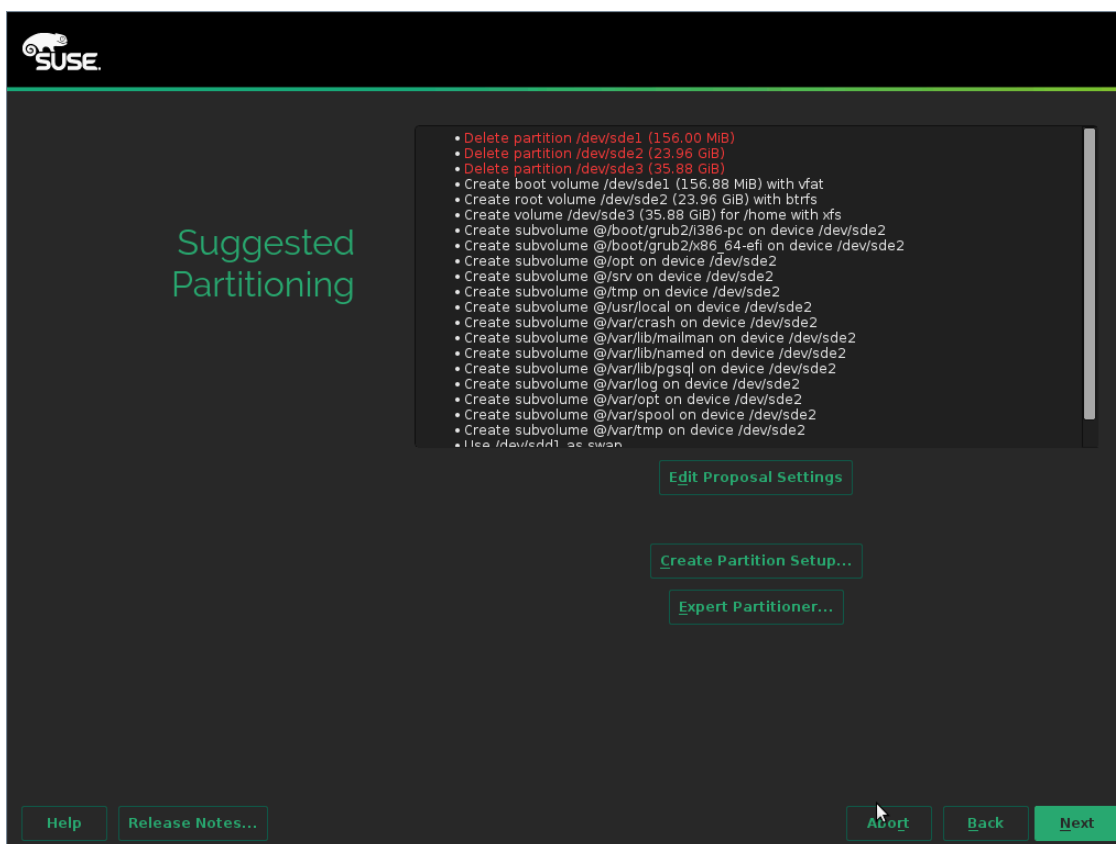 SUSE.
Suggested
Partitioning
• Delete partition /dev/sde1 (156.00 MiB)
• Delete partition /dev/sde2 (23.96 GiB)
• Delete partition /dev/sde3 (35.88 GiB)
• Create boot volume /dev/sde1 (156.88 MiB) with vfat
• Create root volume /dev/sde2 (23.96 GiB) with btrfs
• Create volume /dev/sde3 (35.88 GiB) for /home with xfs
• Create subvolume @/boot/grub2/i386-pc on device /dev/sde2
• Create subvolume @/boot/grub2/x86_64-efi on device /dev/sde2
• Create subvolume @/opt on device /dev/sde2
• Create subvolume @/srv on device /dev/sde2
• Create subvolume @/tmp on device /dev/sde2
• Create subvolume @/usr/local on device /dev/sde2
• Create subvolume @/var/crash on device /dev/sde2
• Create subvolume @/var/lib/mailman on device /dev/sde2
• Create subvolume @/var/lib/named on device /dev/sde2
• Create subvolume @/var/lib/pgsql on device /dev/sde2
• Create subvolume @/var/log on device /dev/sde2
• Create subvolume @/var/opt on device /dev/sde2
• Create subvolume @/var/spool on device /dev/sde2
• Create subvolume @/var/tmp on device /dev/sde2
• Use /dev/sdd1 as swap
Edit Proposal Settings
Create Partition Setup...
Expert Partitioner...
Help
Release Notes...
Abort
Back
Next